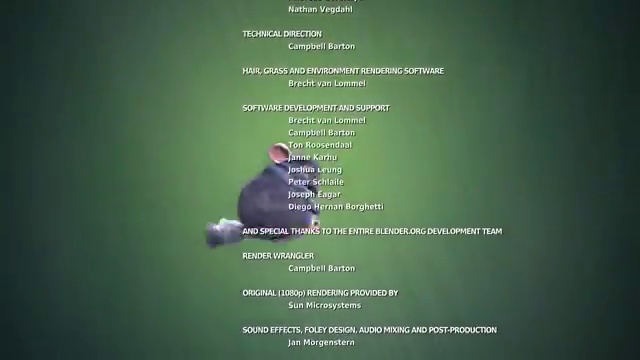 Nathan Vegdahl
TECHNICAL DIRECTION
Campbell Barton
HAIR, GRASS AND ENVIRONMENT RENDERING SOFTWARE
Brecht van Lommel
SOFTWARE DEVELOPMENT AND SUPPORT
Brecht van Lommel
Campbell Barton
Ton Roosendaal
Janne Karhu
Joshua Leung
Peter Schlaile
Joseph Eagar
Diego Hernan Borghetti
AND SPECIAL THANKS TO THE ENTIRE BLENDER.ORG DEVELOPMENT TEAM
RENDER WRANGLER
Campbell Barton
ORIGINAL (1080p) RENDERING PROVIDED BY
Sun Microsystems
SOUND EFFECTS, FOLEY DESIGN, AUDIO MIXING AND POST-PRODUCTION
Jan Morgenstern